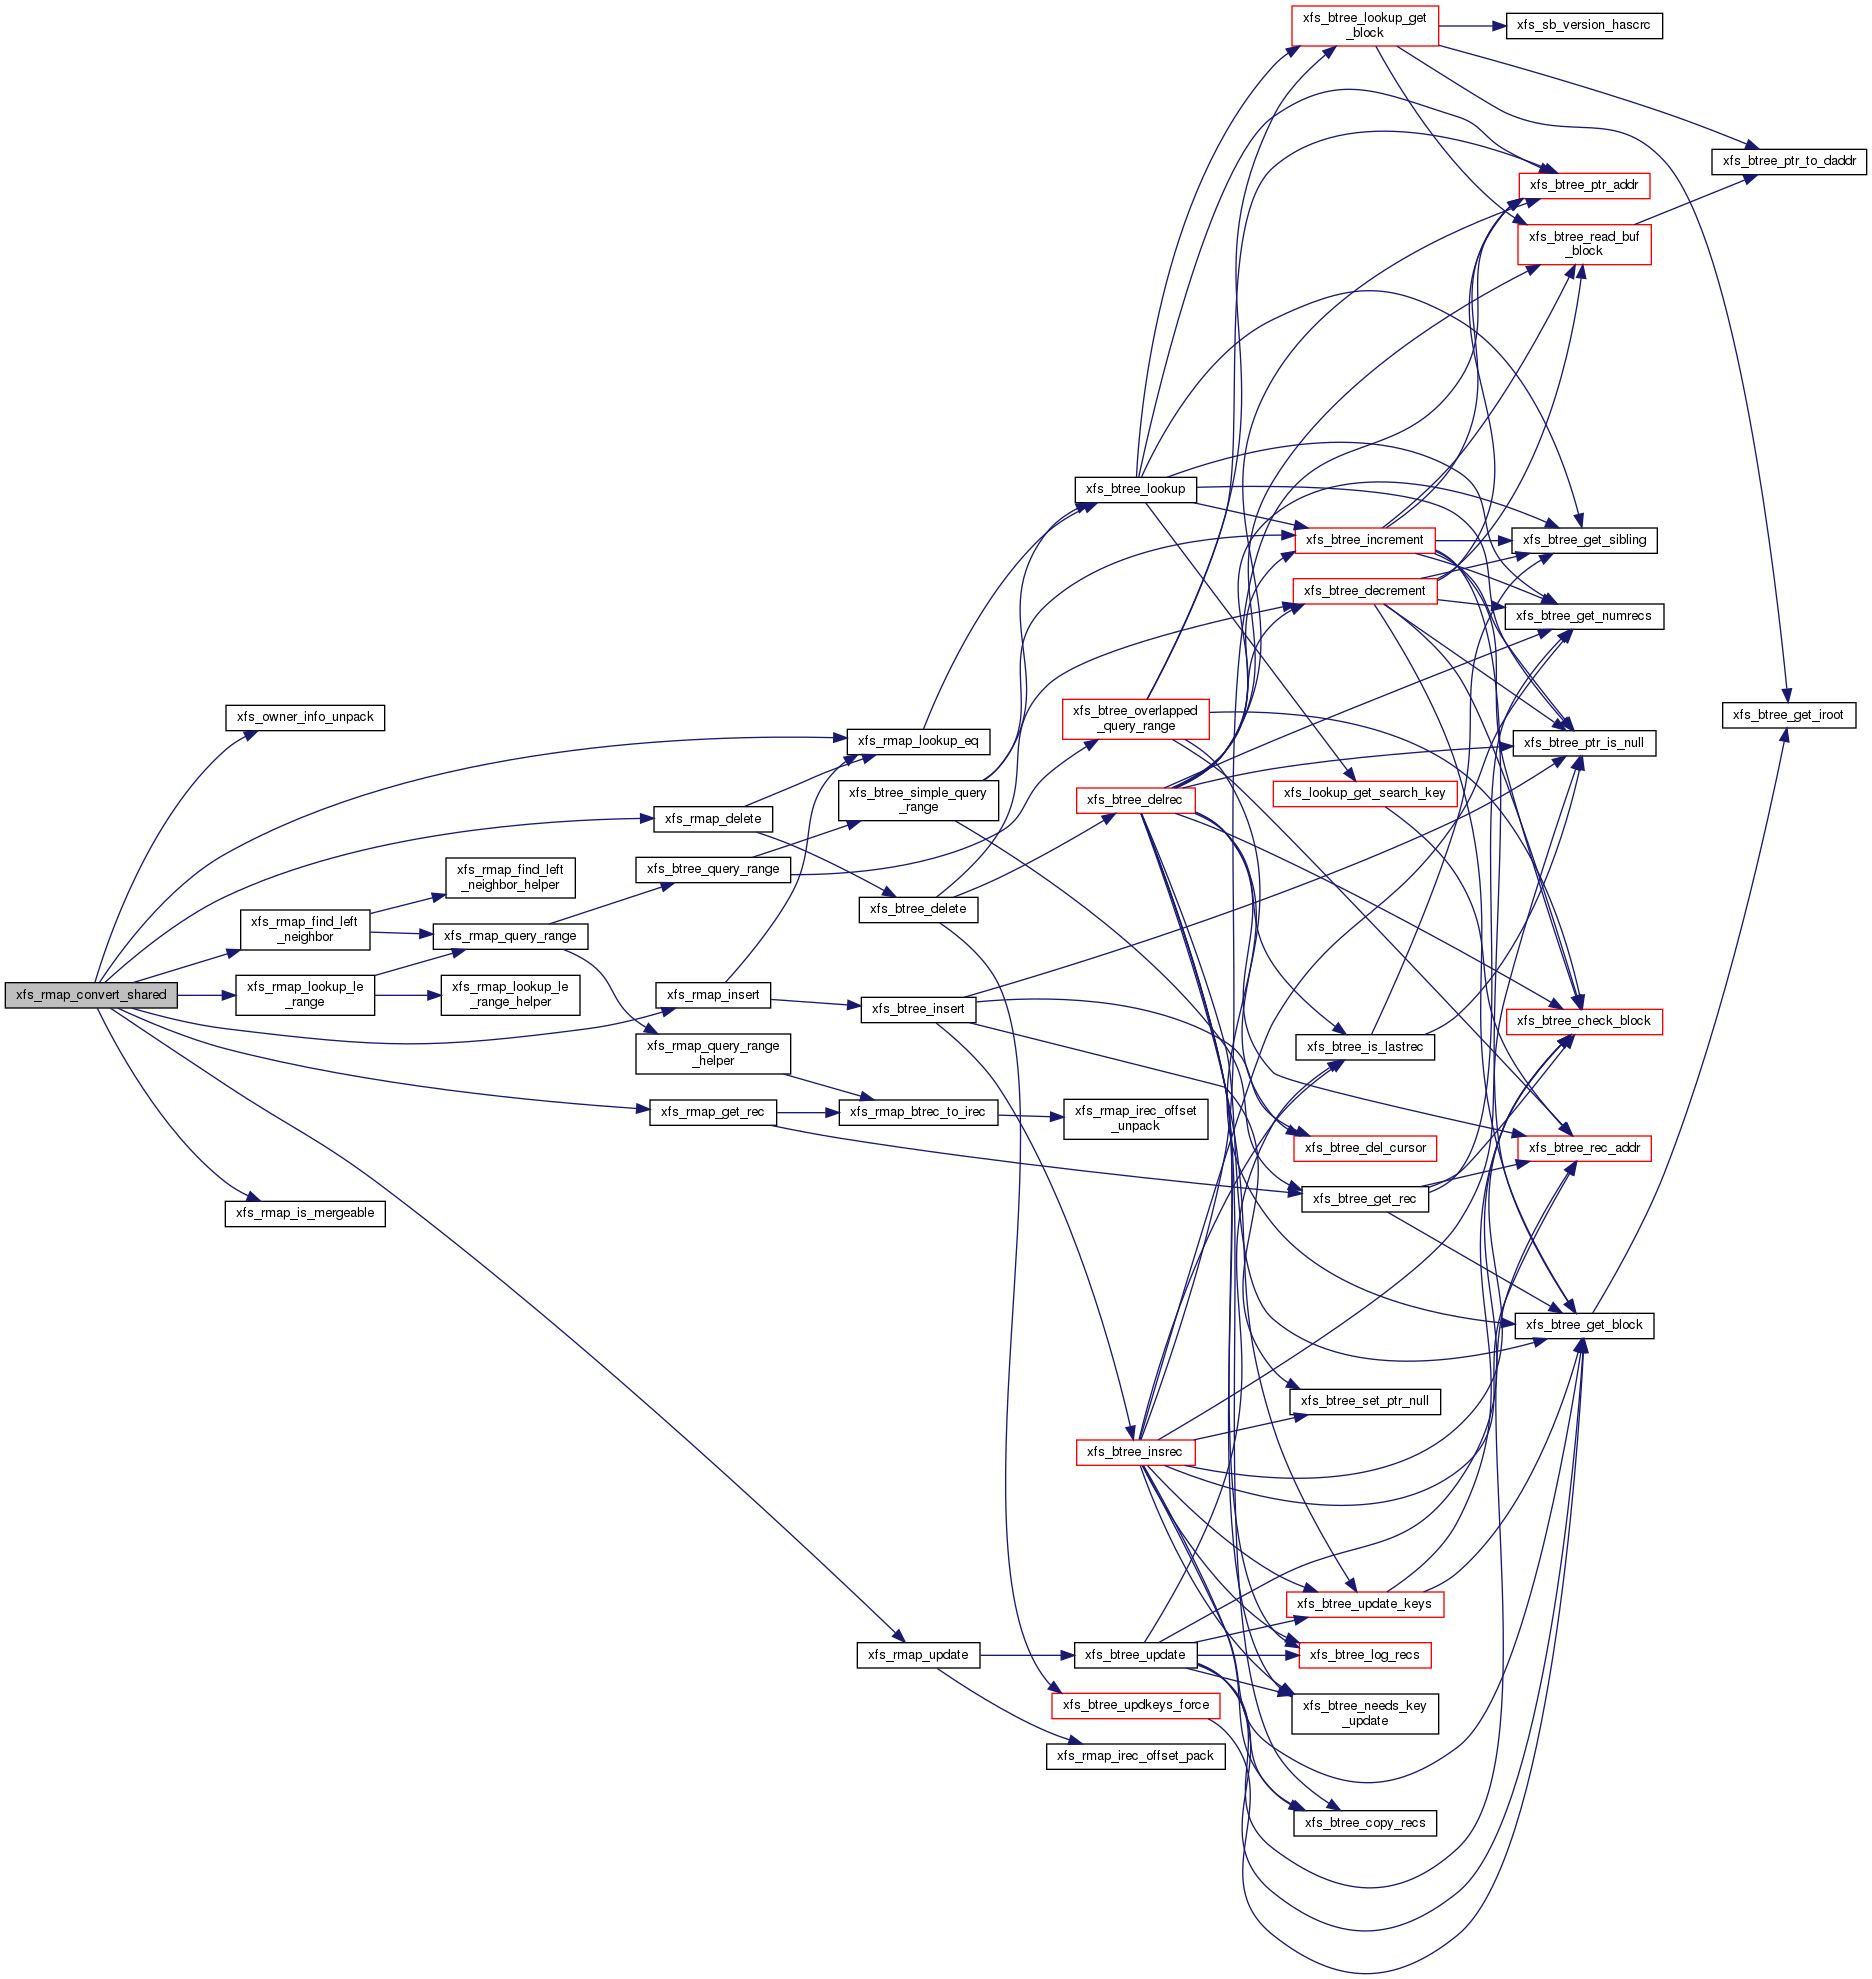 xfs_btree_lookup_get
_block
xfs_sb_version_hascrc
xfs_btree_ptr_to_daddr
xfs_btree_ptr_addr
xfs_btree_read_buf
_block
xfs_btree_lookup
xfs_btree_increment
xfs_btree_get_sibling
xfs_btree_decrement
xfs_btree_get_numrecs
xfs_owner_info_unpack
xfs_btree_overlapped
_query_range
xfs_btree_get_iroot
xfs_rmap_lookup_eq
xfs_btree_ptr_is_null
xfs_btree_simple_query
_range
xfs_btree_delrec
xfs_lookup_get_search_key
xfs_rmap_delete
xfs_rmap_find_left
_neighbor_helper
xfs_btree_query_range
xfs_btree_delete
xfs_rmap_find_left
_neighbor
xfs_rmap_query_range
xfs_rmap_convert_shared
xfs_rmap_lookup_le
_range
xfs_rmap_lookup_le
_range_helper
xfs_rmap_insert
xfs_btree_insert
xfs_btree_check_block
xfs_rmap_query_range
_helper
xfs_btree_is_lastrec
xfs_rmap_get_rec
xfs_rmap_btrec_to_irec
xfs_rmap_irec_offset
_unpack
xfs_btree_del_cursor
xfs_btree_rec_addr
xfs_btree_get_rec
xfs_rmap_is_mergeable
xfs_btree_get_block
xfs_btree_set_ptr_null
xfs_btree_insrec
xfs_btree_update_keys
xfs_rmap_update
xfs_btree_update
xfs_btree_log_recs
xfs_btree_updkeys_force
xfs_btree_needs_key
_update
xfs_rmap_irec_offset_pack
xfs_btree_copy_recs